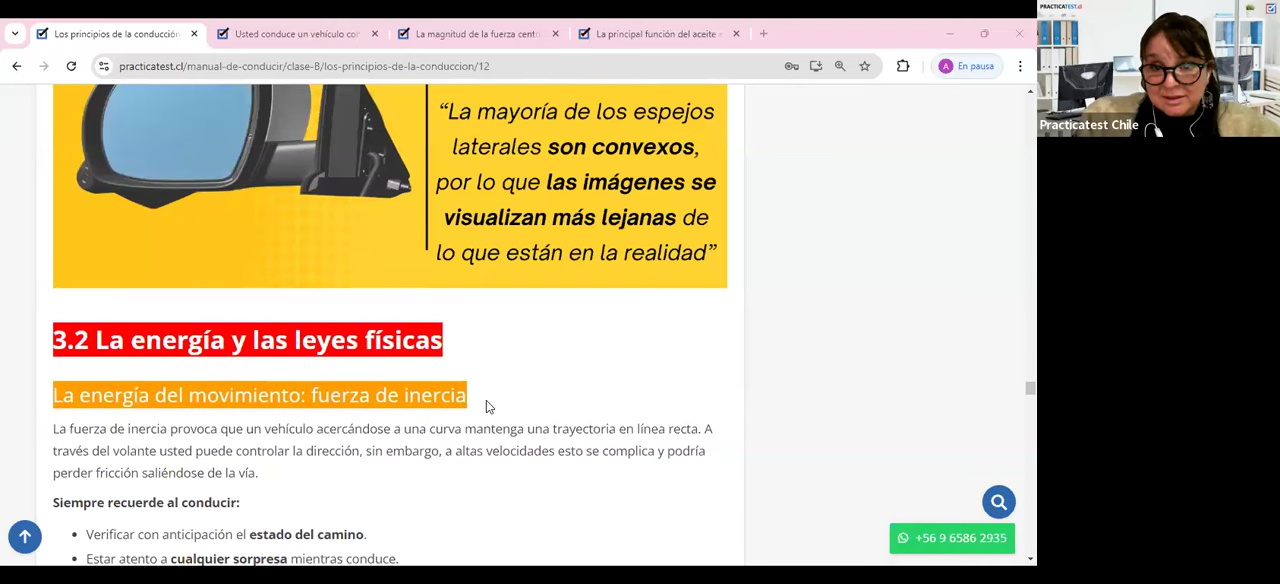 Los principios de la conducción
Usted conduce un vehículo con
La magnitud de la fuerza centr
La principal función del aceite e
practicatest.cl/manual-de-conducir/clase-B/los-principios-de-la-conduccion/12
A
En pausa
PRACTICATEST.cl
Practicatest Chile
“La mayoría de los espejos
laterales son convexos,
por lo que las imágenes se
visualizan más lejanas de
lo que están en la realidad”
3.2 La energía y las leyes físicas
La energía del movimiento: fuerza de inercia
La fuerza de inercia provoca que un vehículo acercándose a una curva mantenga una trayectoria en línea recta. A
través del volante usted puede controlar la dirección, sin embargo, a altas velocidades esto se complica y podría
perder fricción saliéndose de la vía.
Siempre recuerde al conducir:
• Verificar con anticipación el estado del camino.
• Estar atento a cualquier sorpresa mientras conduce.
+56 9 6586 2935